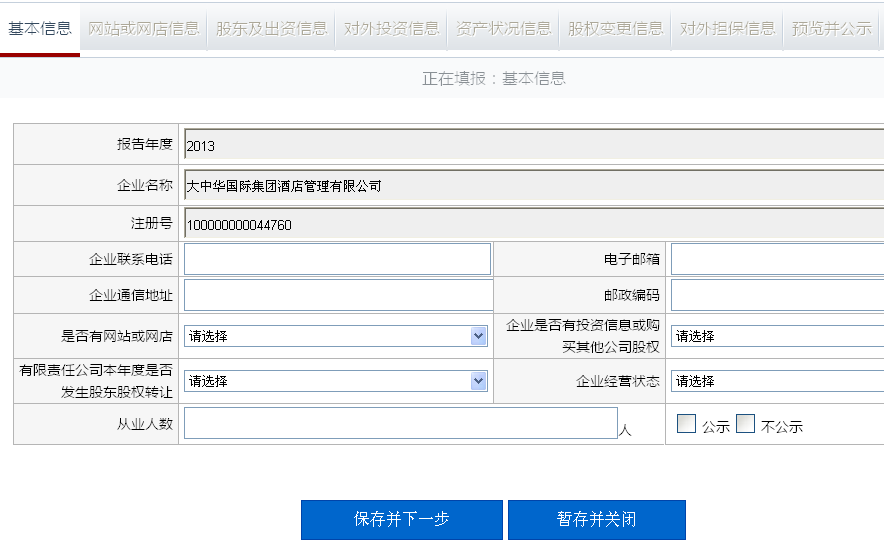 基本信息 网站或网店信息 股东及出资信息 对外投资信息 资产状况信息 股权变更信息 对外担保信息 预览并公示
正在填报：基本信息
报告年度 2013
企业名称 大中华国际集团酒店管理有限公司
注册号 100000000044760
企业联系电话 电子邮箱
企业通信地址 邮政编码
是否有网站或网店 请选择 企业是否有投资信息或购
买其他公司股权 请选择
有限责任公司本年度是否
发生股东股权转让 请选择 企业经营状态 请选择
从业人数 人 公示 不公示
保存并下一步 暂存并关闭